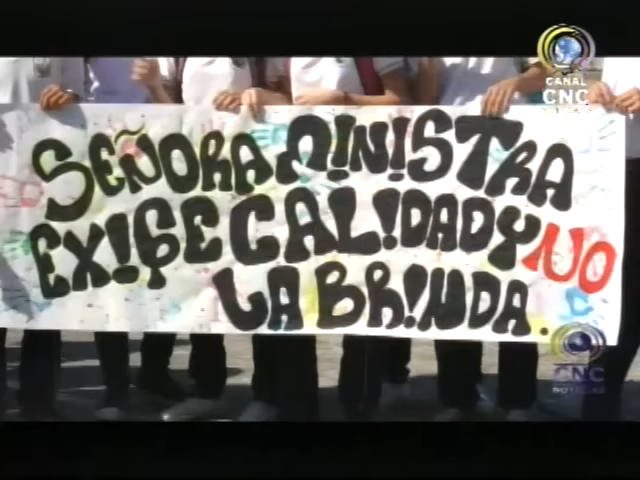 CANAL
CNC
SEÑORA MINISTRA
EXIGE CALIDAD Y NO
LA BRINDA.
CNC
NOTICIAS